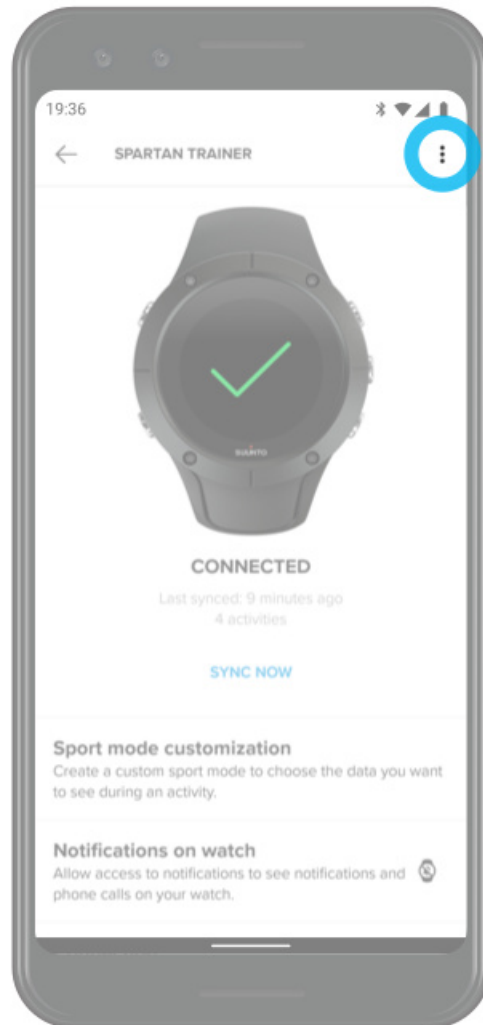 19:36
SPARTAN TRAINER
SUUNTO
CONNECTED
Last synced: 9 minutes ago
4 activities
SYNC NOW
Sport mode customization
Create a custom sport mode to choose the data you want
to see during an activity.
Notifications on watch
Allow access to notifications to see notifications and
phone calls on your watch.